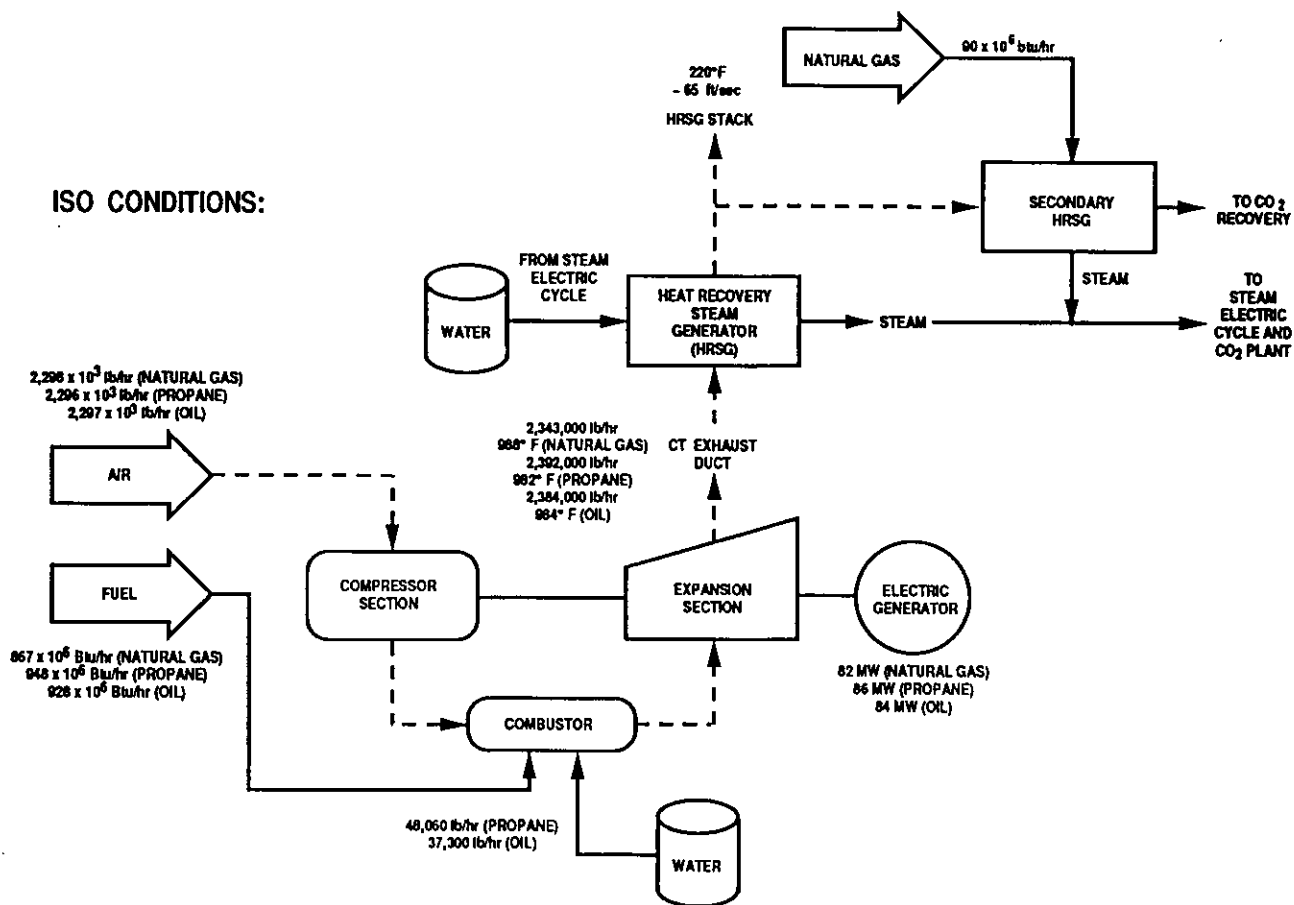 NATURAL GAS
90 x 10⁶ btu/hr
220°F
~ 65 ft/sec
HRSG STACK
ISO CONDITIONS:
SECONDARY
HRSG
TO CO₂
RECOVERY
FROM STEAM
ELECTRIC
CYCLE
WATER
HEAT RECOVERY
STEAM
GENERATOR
(HRSG)
STEAM
STEAM
TO
STEAM
ELECTRIC
CYCLE AND
CO₂ PLANT
2,296 x 10³ lb/hr (NATURAL GAS)
2,296 x 10³ lb/hr (PROPANE)
2,297 x 10³ lb/hr (OIL)
AIR
2,343,000 lb/hr
988° F (NATURAL GAS)
2,392,000 lb/hr
982° F (PROPANE)
2,384,000 lb/hr
984° F (OIL)
CT EXHAUST
DUCT
FUEL
COMPRESSOR
SECTION
EXPANSION
SECTION
ELECTRIC
GENERATOR
867 x 10⁶ Btu/hr (NATURAL GAS)
948 x 10⁶ Btu/hr (PROPANE)
928 x 10⁶ Btu/hr (OIL)
82 MW (NATURAL GAS)
86 MW (PROPANE)
84 MW (OIL)
COMBUSTOR
48,060 lb/hr (PROPANE)
37,300 lb/hr (OIL)
WATER